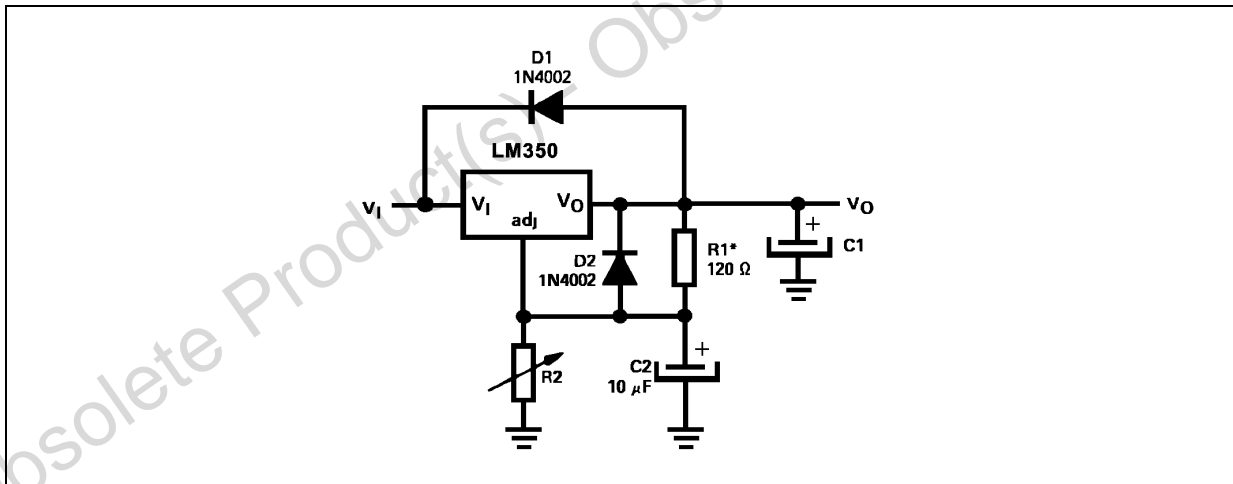 Obsolete Product(s) - Obs
D1
1N4002
LM350
VI
VI
VO
adj
VO
D2
1N4002
R1*
120 Ω
+
C1
R2
C2
10 μF
+